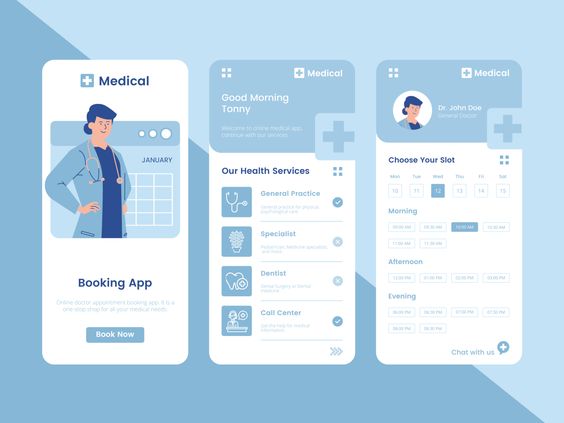 Medical
JANUARY
Booking App
Online doctor appointment booking app. It is a
one-stop shop for all your medical needs.
Book Now
Medical
Good Morning
Tonny
Welcome to online medical app.
Continue with our services.
Our Health Services
General Practice
General practice for physical
psychological care.
Specialist
Pediatrician, Medicine specialist,
and more.
Dentist
Dental Surgery or Dental
medicine
Call Center
Get the help for medical
information
Medical
Dr. John Doe
General Doctor
Choose Your Slot
Mon Tue Wed Thu Fri Sat
10 11 12 13 14 15
Morning
09:00 AM 09:30 AM 10:00 AM 10:30 AM
11:00 AM 11:30 AM
Afternoon
12:00 PM 01:00 PM 02:00 PM 03:00 PM
Evening
06:00 PM 06:30 PM 07:00 PM 07:30 PM
08:00 PM 08:30 PM
Chat with us